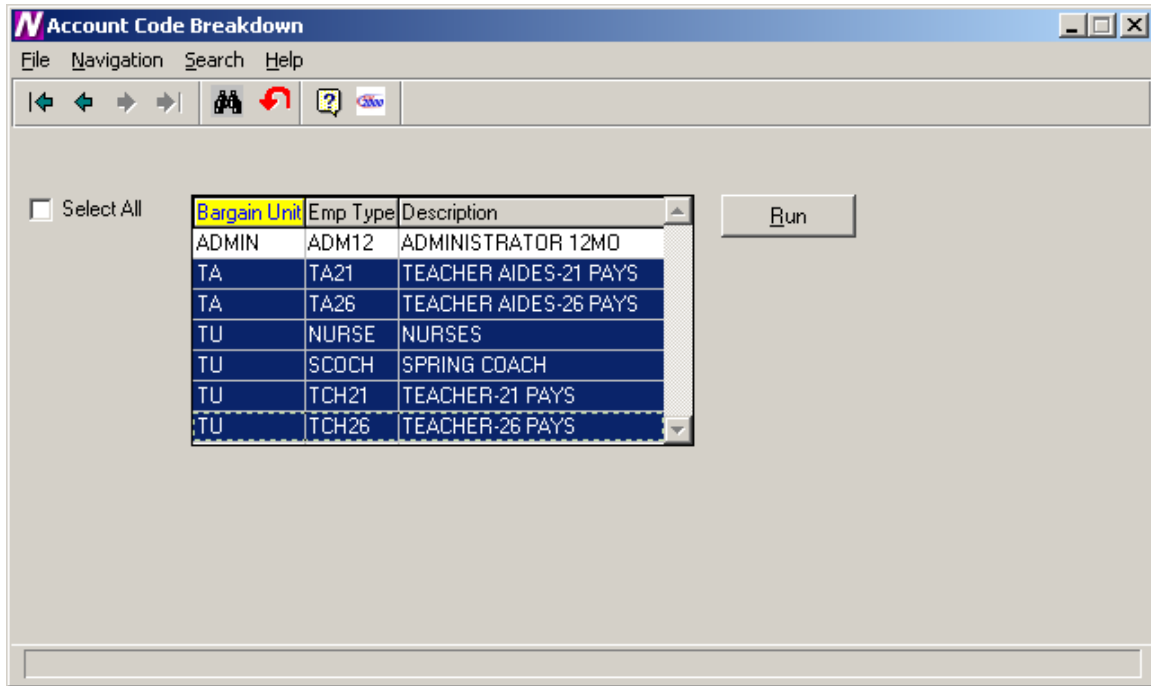 Account Code Breakdown
File Navigation Search Help
Select All
Bargain Unit Emp Type Description
Run
ADMIN ADM12 ADMINISTRATOR 12MO
TA TA21 TEACHER AIDES-21 PAYS
TA TA26 TEACHER AIDES-26 PAYS
TU NURSE NURSES
TU SCOCH SPRING COACH
TU TCH21 TEACHER-21 PAYS
TU TCH26 TEACHER-26 PAYS